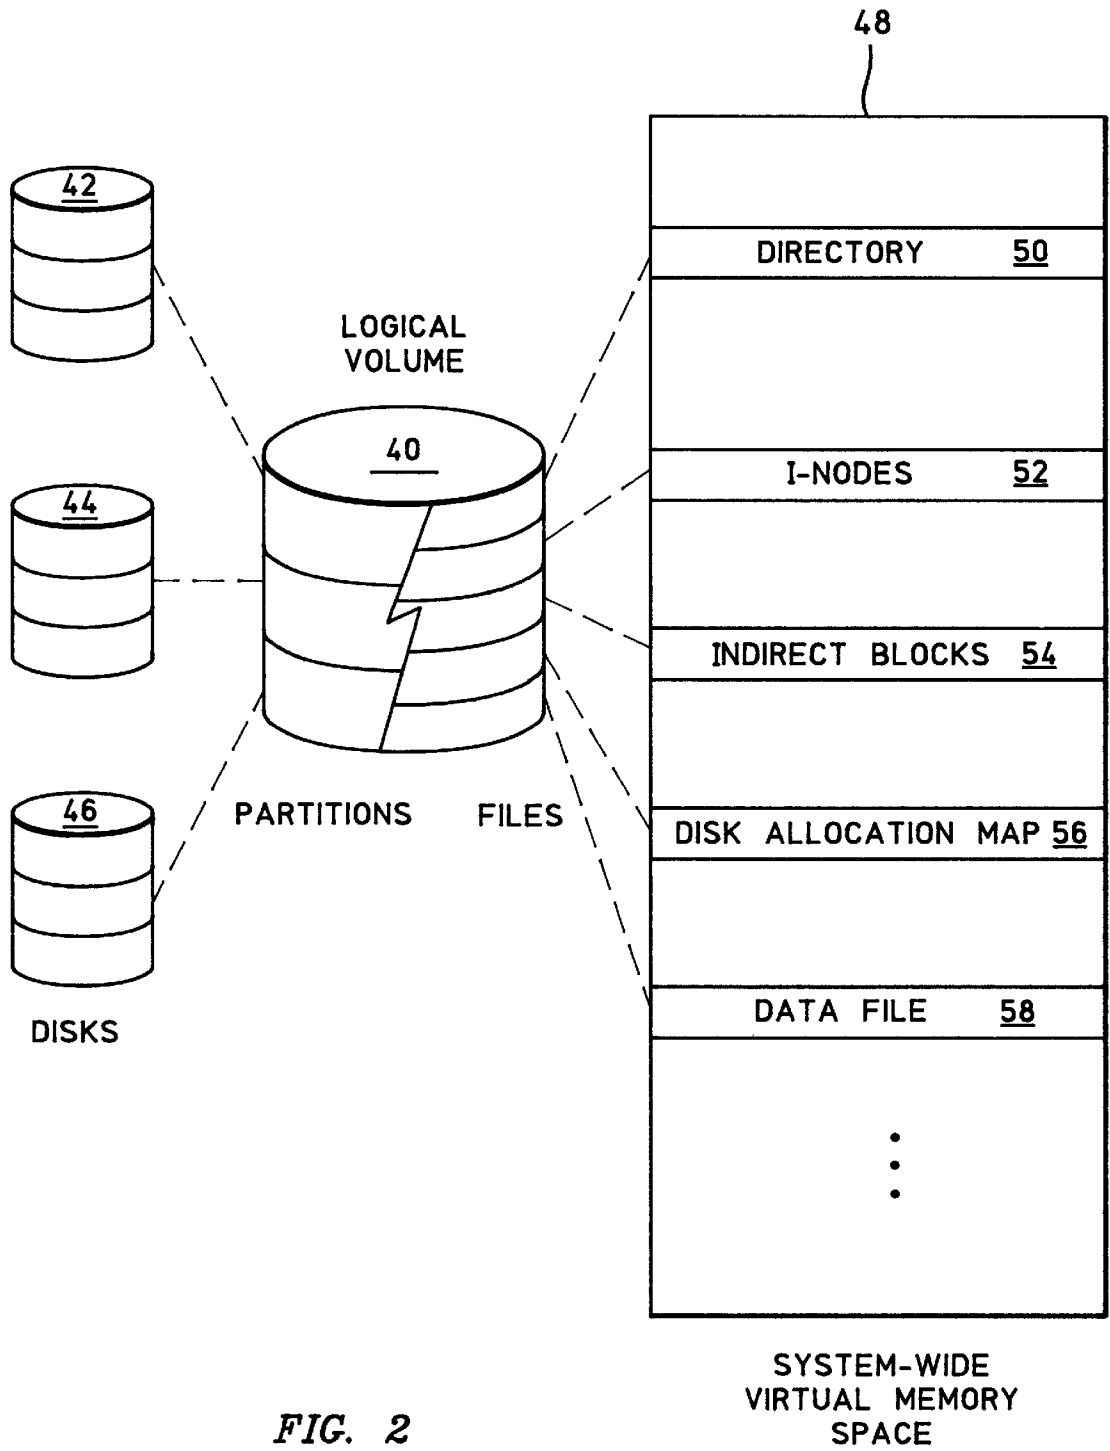 48
42
DIRECTORY 50
LOGICAL
VOLUME
40
I-NODES 52
44
INDIRECT BLOCKS 54
46
PARTITIONS FILES
DISK ALLOCATION MAP 56
DATA FILE 58
DISKS
SYSTEM-WIDE
VIRTUAL MEMORY
SPACE
FIG. 2